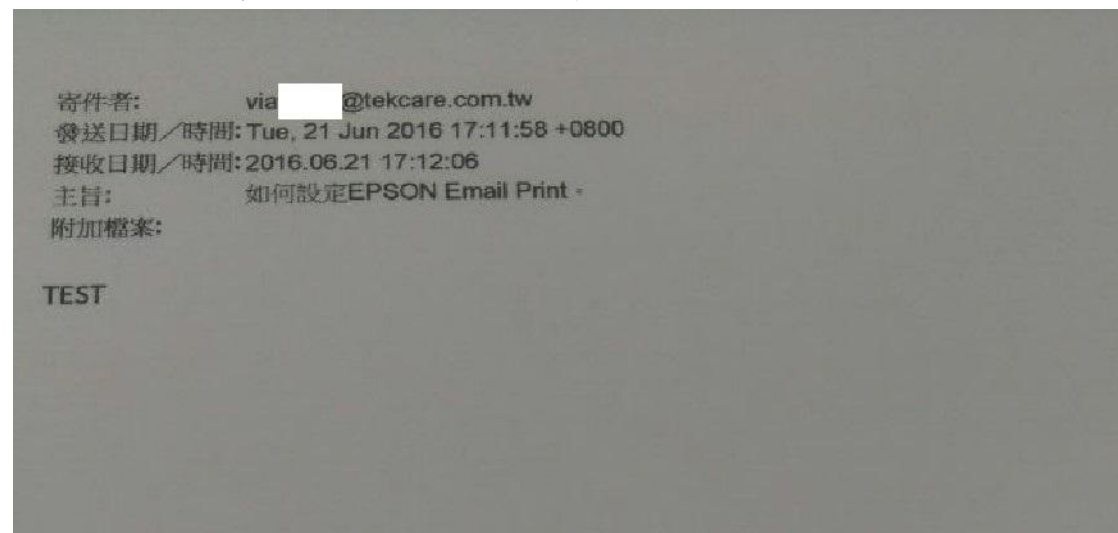 寄件者: via @tekcare.com.tw
發送日期／時間: Tue, 21 Jun 2016 17:11:58 +0800
接收日期／時間: 2016.06.21 17:12:06
主旨: 如何設定EPSON Email Print。
附加檔案:
TEST